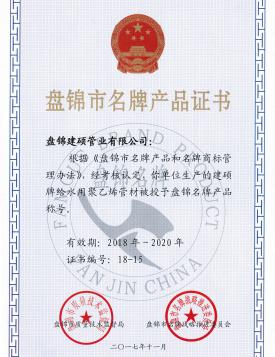 盘锦市名牌产品证书
盘锦建硕管业有限公司：
根据《盘锦市名牌产品和名牌商标管
理办法》，经考核认定，你单位生产的建硕
牌给水用聚乙烯管材被授予盘锦名牌产品
称号。
有效期：2018年－2020年
证书编号：18-15
盘锦市质量技术监督局
盘锦市名牌战略推进委员会
二〇一七年十一月
FAMOUS BRAND PRODUCT
PANJIN CHINA